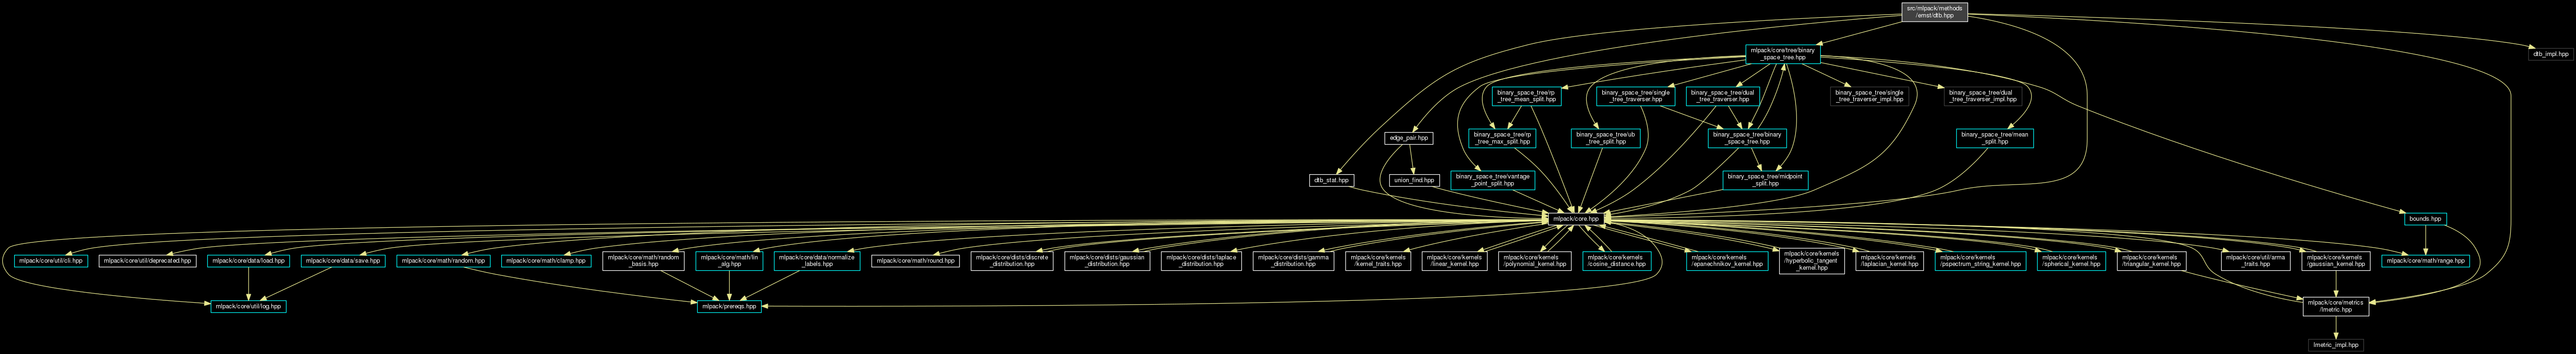 src/mlpack/methods
/emst/dtb.hpp
mlpack/core/tree/binary
_space_tree.hpp
dtb_impl.hpp
binary_space_tree/rp
_tree_mean_split.hpp
binary_space_tree/single
_tree_traverser.hpp
binary_space_tree/dual
_tree_traverser.hpp
binary_space_tree/single
_tree_traverser_impl.hpp
binary_space_tree/dual
_tree_traverser_impl.hpp
edge_pair.hpp
binary_space_tree/rp
_tree_max_split.hpp
binary_space_tree/ub
_tree_split.hpp
binary_space_tree/binary
_space_tree.hpp
binary_space_tree/mean
_split.hpp
dtb_stat.hpp
union_find.hpp
binary_space_tree/vantage
_point_split.hpp
binary_space_tree/midpoint
_split.hpp
mlpack/core.hpp
bounds.hpp
mlpack/core/util/cli.hpp
mlpack/core/util/deprecated.hpp
mlpack/core/data/load.hpp
mlpack/core/data/save.hpp
mlpack/core/math/random.hpp
mlpack/core/math/clamp.hpp
mlpack/core/math/random
_basis.hpp
mlpack/core/math/lin
_alg.hpp
mlpack/core/data/normalize
_labels.hpp
mlpack/core/math/round.hpp
mlpack/core/dists/discrete
_distribution.hpp
mlpack/core/dists/gaussian
_distribution.hpp
mlpack/core/dists/laplace
_distribution.hpp
mlpack/core/dists/gamma
_distribution.hpp
mlpack/core/kernels
/kernel_traits.hpp
mlpack/core/kernels
/linear_kernel.hpp
mlpack/core/kernels
/polynomial_kernel.hpp
mlpack/core/kernels
/cosine_distance.hpp
mlpack/core/kernels
/epanechnikov_kernel.hpp
mlpack/core/kernels
/hyperbolic_tangent
_kernel.hpp
mlpack/core/kernels
/laplacian_kernel.hpp
mlpack/core/kernels
/pspectrum_string_kernel.hpp
mlpack/core/kernels
/spherical_kernel.hpp
mlpack/core/kernels
/triangular_kernel.hpp
mlpack/core/util/arma
_traits.hpp
mlpack/core/kernels
/gaussian_kernel.hpp
mlpack/core/math/range.hpp
mlpack/core/util/log.hpp
mlpack/prereqs.hpp
mlpack/core/metrics
/lmetric.hpp
lmetric_impl.hpp